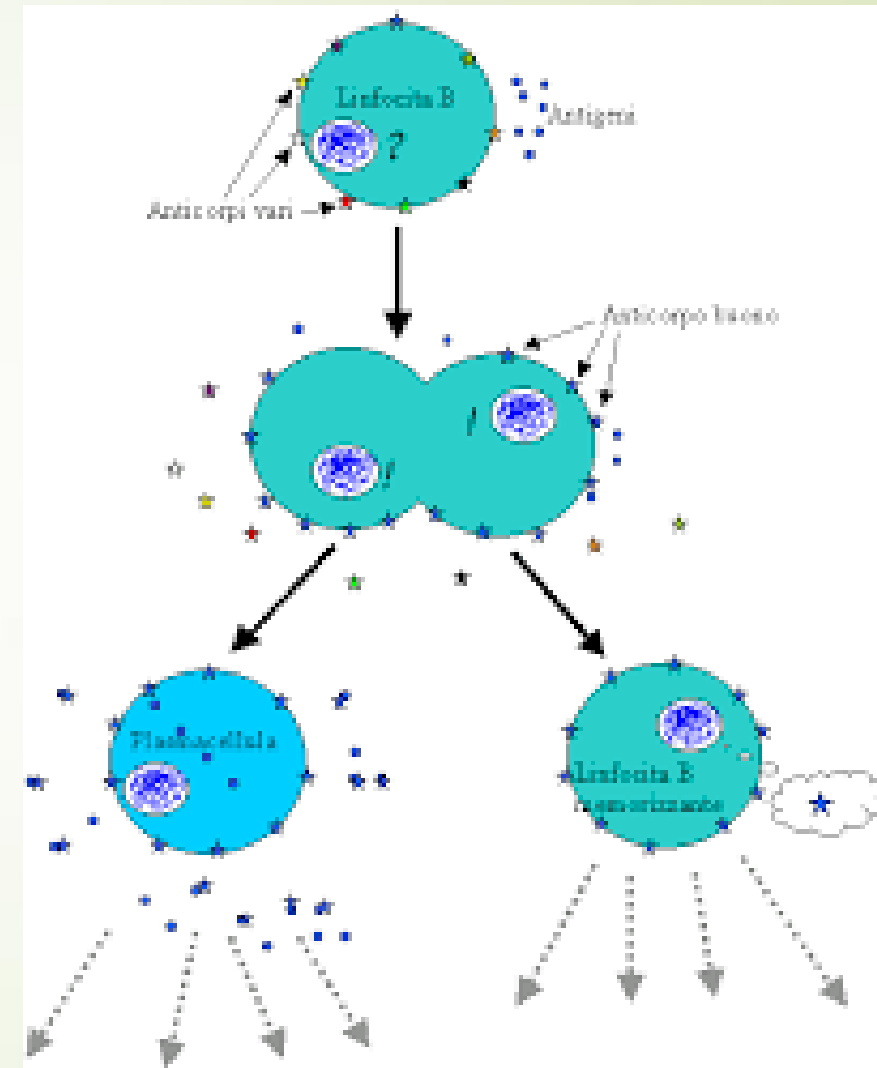 Linfocita B
Antigeni
?
Anticorpi vari
Anticorpo buono
!
!
Plasmacellula
Linfocita B
memorizzante